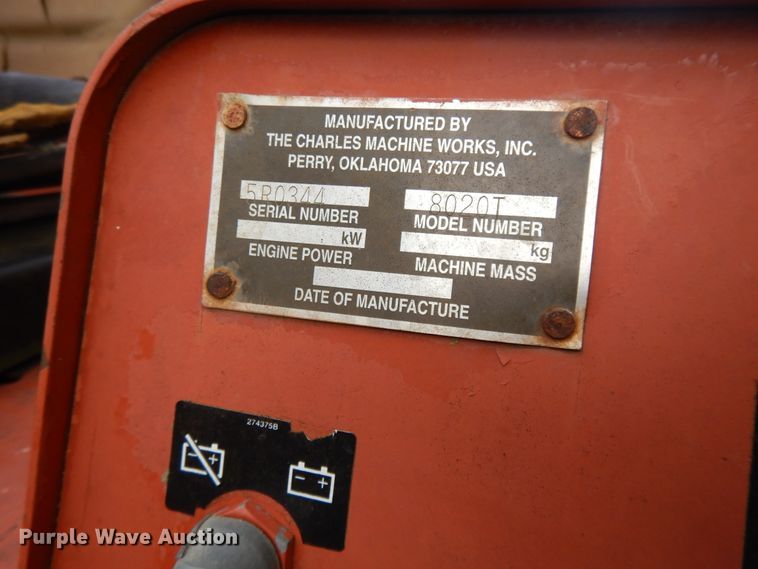 MANUFACTURED BY
THE CHARLES MACHINE WORKS, INC.
PERRY, OKLAHOMA 73077 USA
5R0344 8020T
SERIAL NUMBER MODEL NUMBER
kW kg
ENGINE POWER MACHINE MASS
DATE OF MANUFACTURE
274375B
- +
- +
Purple Wave Auction